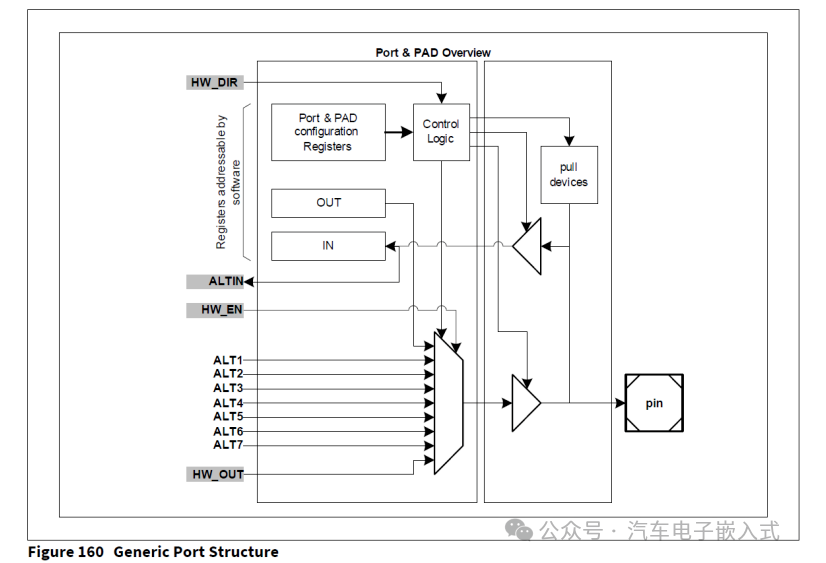 Port & PAD Overview
HW_DIR
Registers addressable by
software
Port & PAD
configuration
Registers
Control
Logic
pull
devices
OUT
IN
ALTIN
HW_EN
ALT1
ALT2
ALT3
ALT4
ALT5
ALT6
ALT7
HW_OUT
pin
公众号 · 汽车电子嵌入式
Figure 160 Generic Port Structure